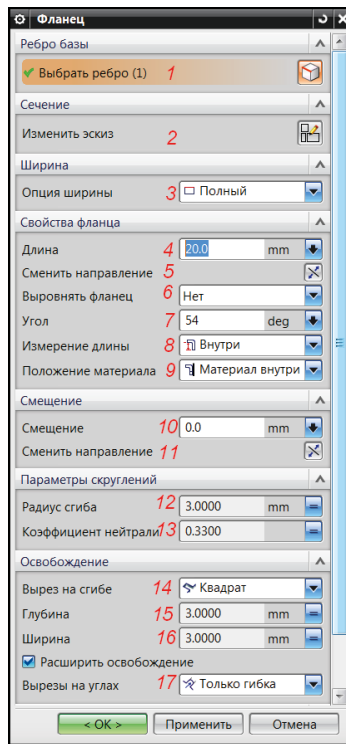 Фланец
Ребро базы
Выбрать ребро (1) 1
Сечение
Изменить эскиз 2
Ширина
Опция ширины 3 Полный
Свойства фланца
Длина 4 20.0 mm
Сменить направление 5
Выровнять фланец 6 Нет
Угол 7 54 deg
Измерение длины 8 Внутри
Положение материала 9 Материал внутри
Смещение
Смещение 10 0.0 mm
Сменить направление 11
Параметры скруглений
Радиус сгиба 12 3.0000 mm
Коэффициент нейтрали 13 0.3300
Освобождение
Вырез на сгибе 14 Квадрат
Глубина 15 3.0000 mm
Ширина 16 3.0000 mm
Расширить освобождение
Вырезы на углах 17 Только гибка
< OK > Применить Отмена